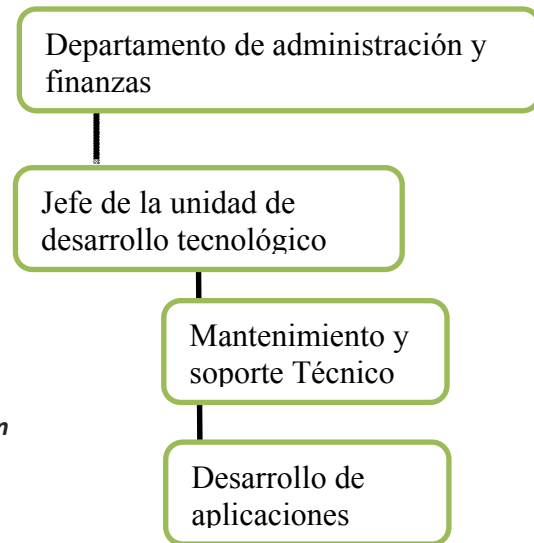 Departamento de administración y
finanzas
Jefe de la unidad de
desarrollo tecnológico
Mantenimiento y
soporte Técnico
Desarrollo de
aplicaciones